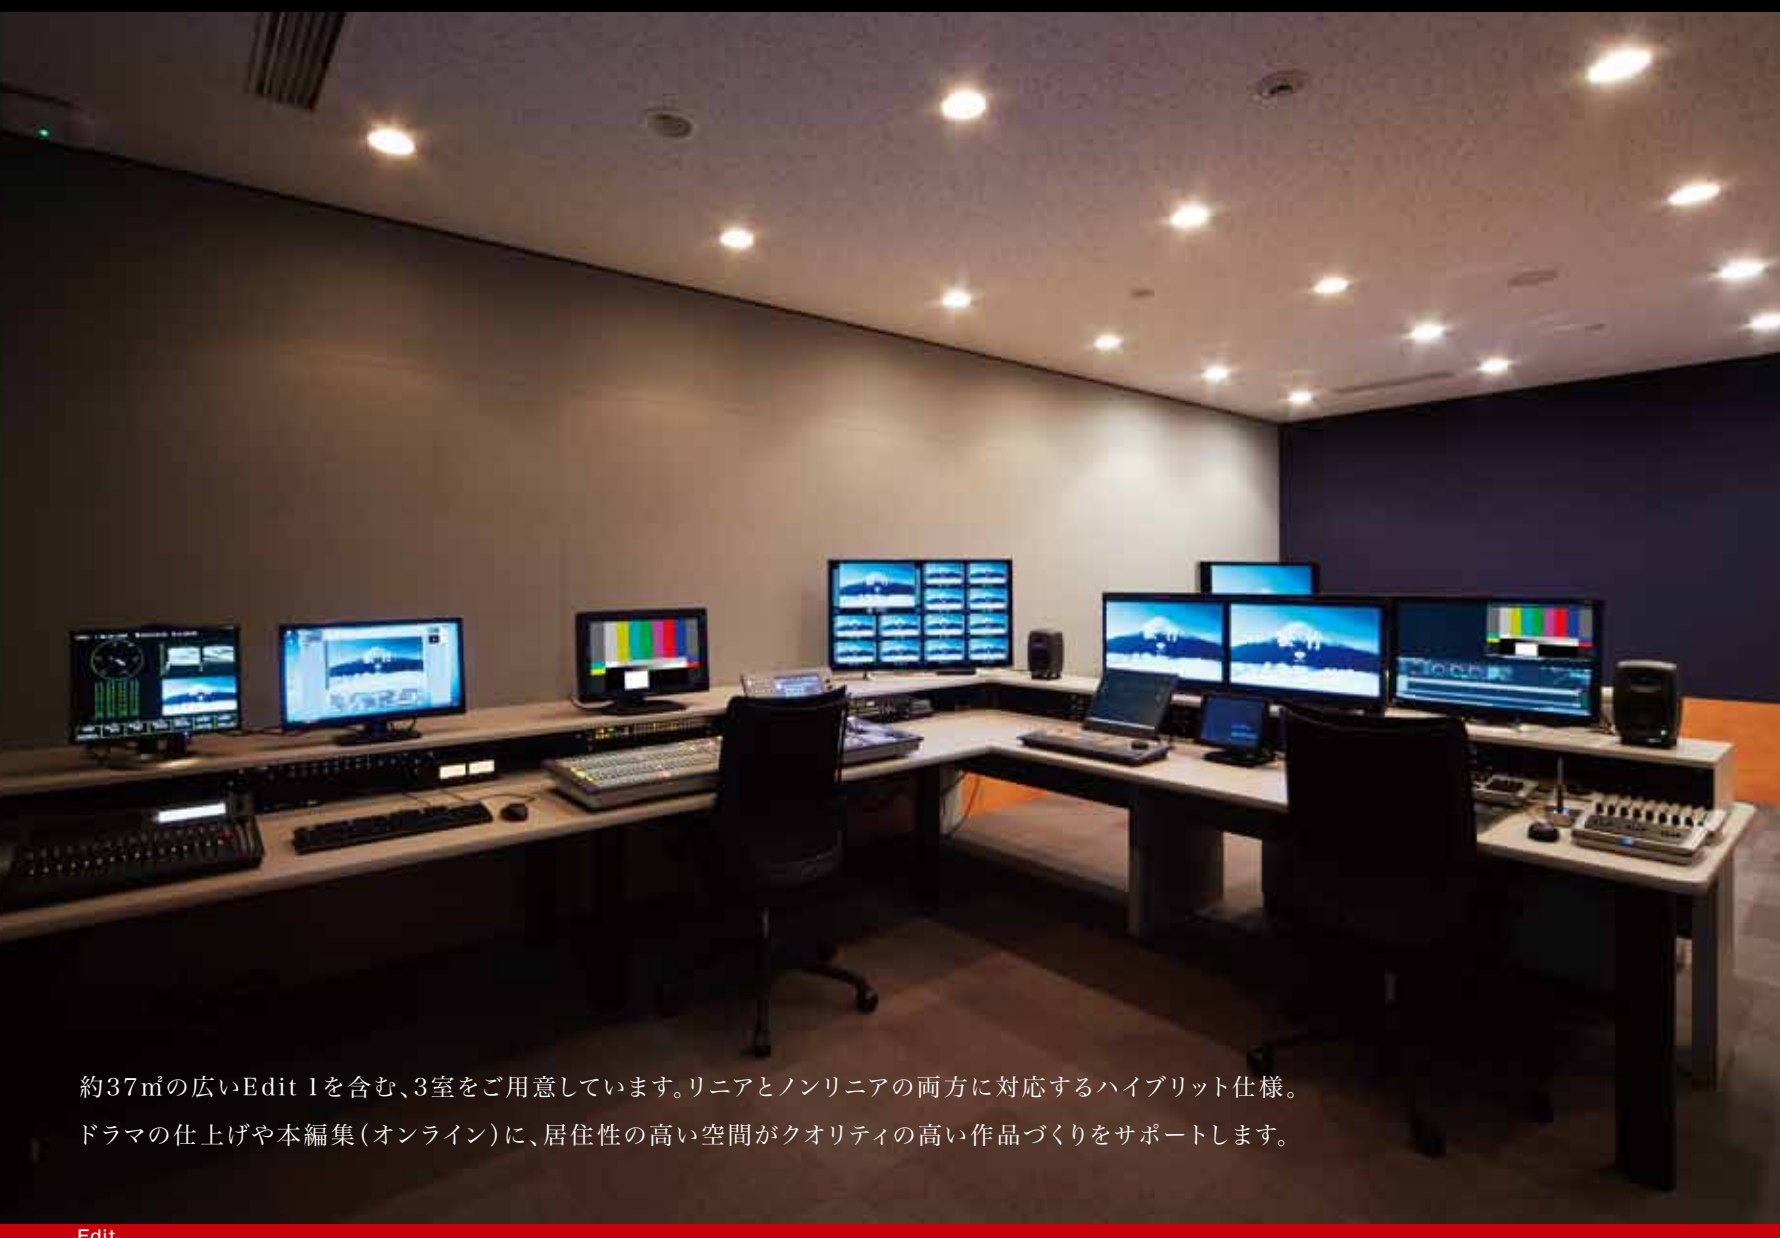 約37㎡の広いEdit 1を含む、3室をご用意しています。リニアとノンリニアの両方に対応するハイブリット仕様。
ドラマの仕上げや本編集(オンライン)に、居住性の高い空間がクオリティの高い作品づくりをサポートします。
Edit